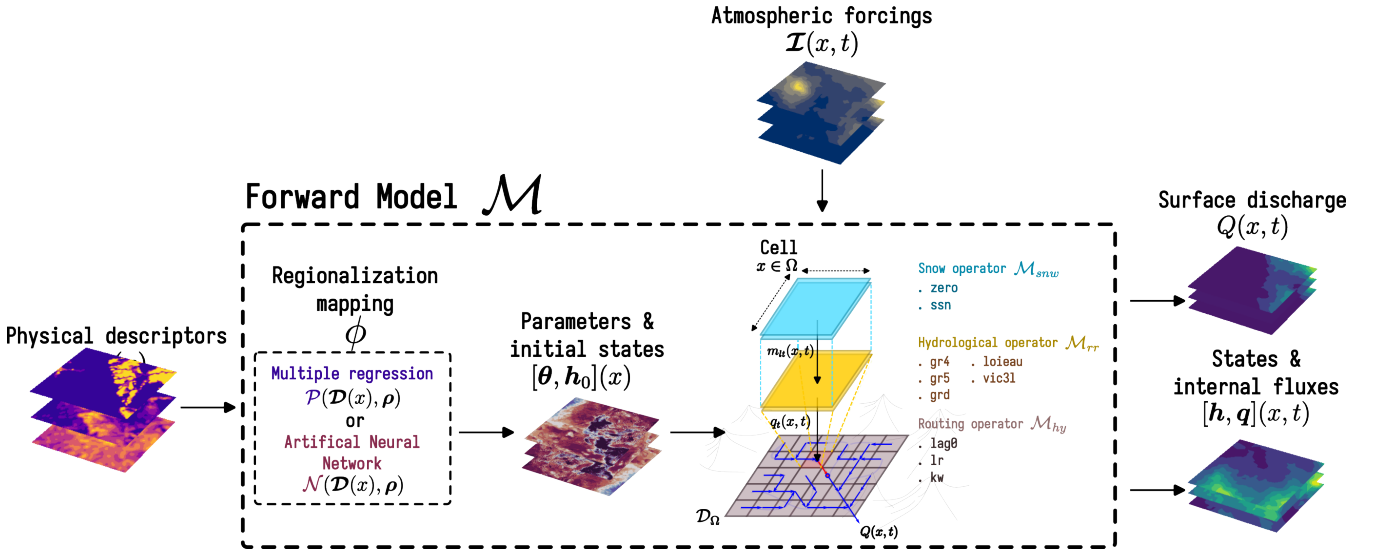 Atmospheric forcings
𝓘(x, t)
Forward Model 𝓜
Surface discharge
Q(x, t)
Cell
x ∈ Ω
Snow operator 𝓜snw
. zero
. ssn
Regionalization
mapping
ϕ
Physical descriptors
Parameters &
initial states
[θ, h₀](x)
mlt(x, t)
Hydrological operator 𝓜rr
. gr4 . loieau
. gr5 . vic3l
. grd
States &
internal fluxes
[h, q](x, t)
Multiple regression
𝒫(𝓓(x), ρ)
or
Artifical Neural
Network
𝒩(𝓓(x), ρ)
qt(x, t)
Routing operator 𝓜hy
. lag0
. lr
. kw
𝒟Ω
Q(x, t)